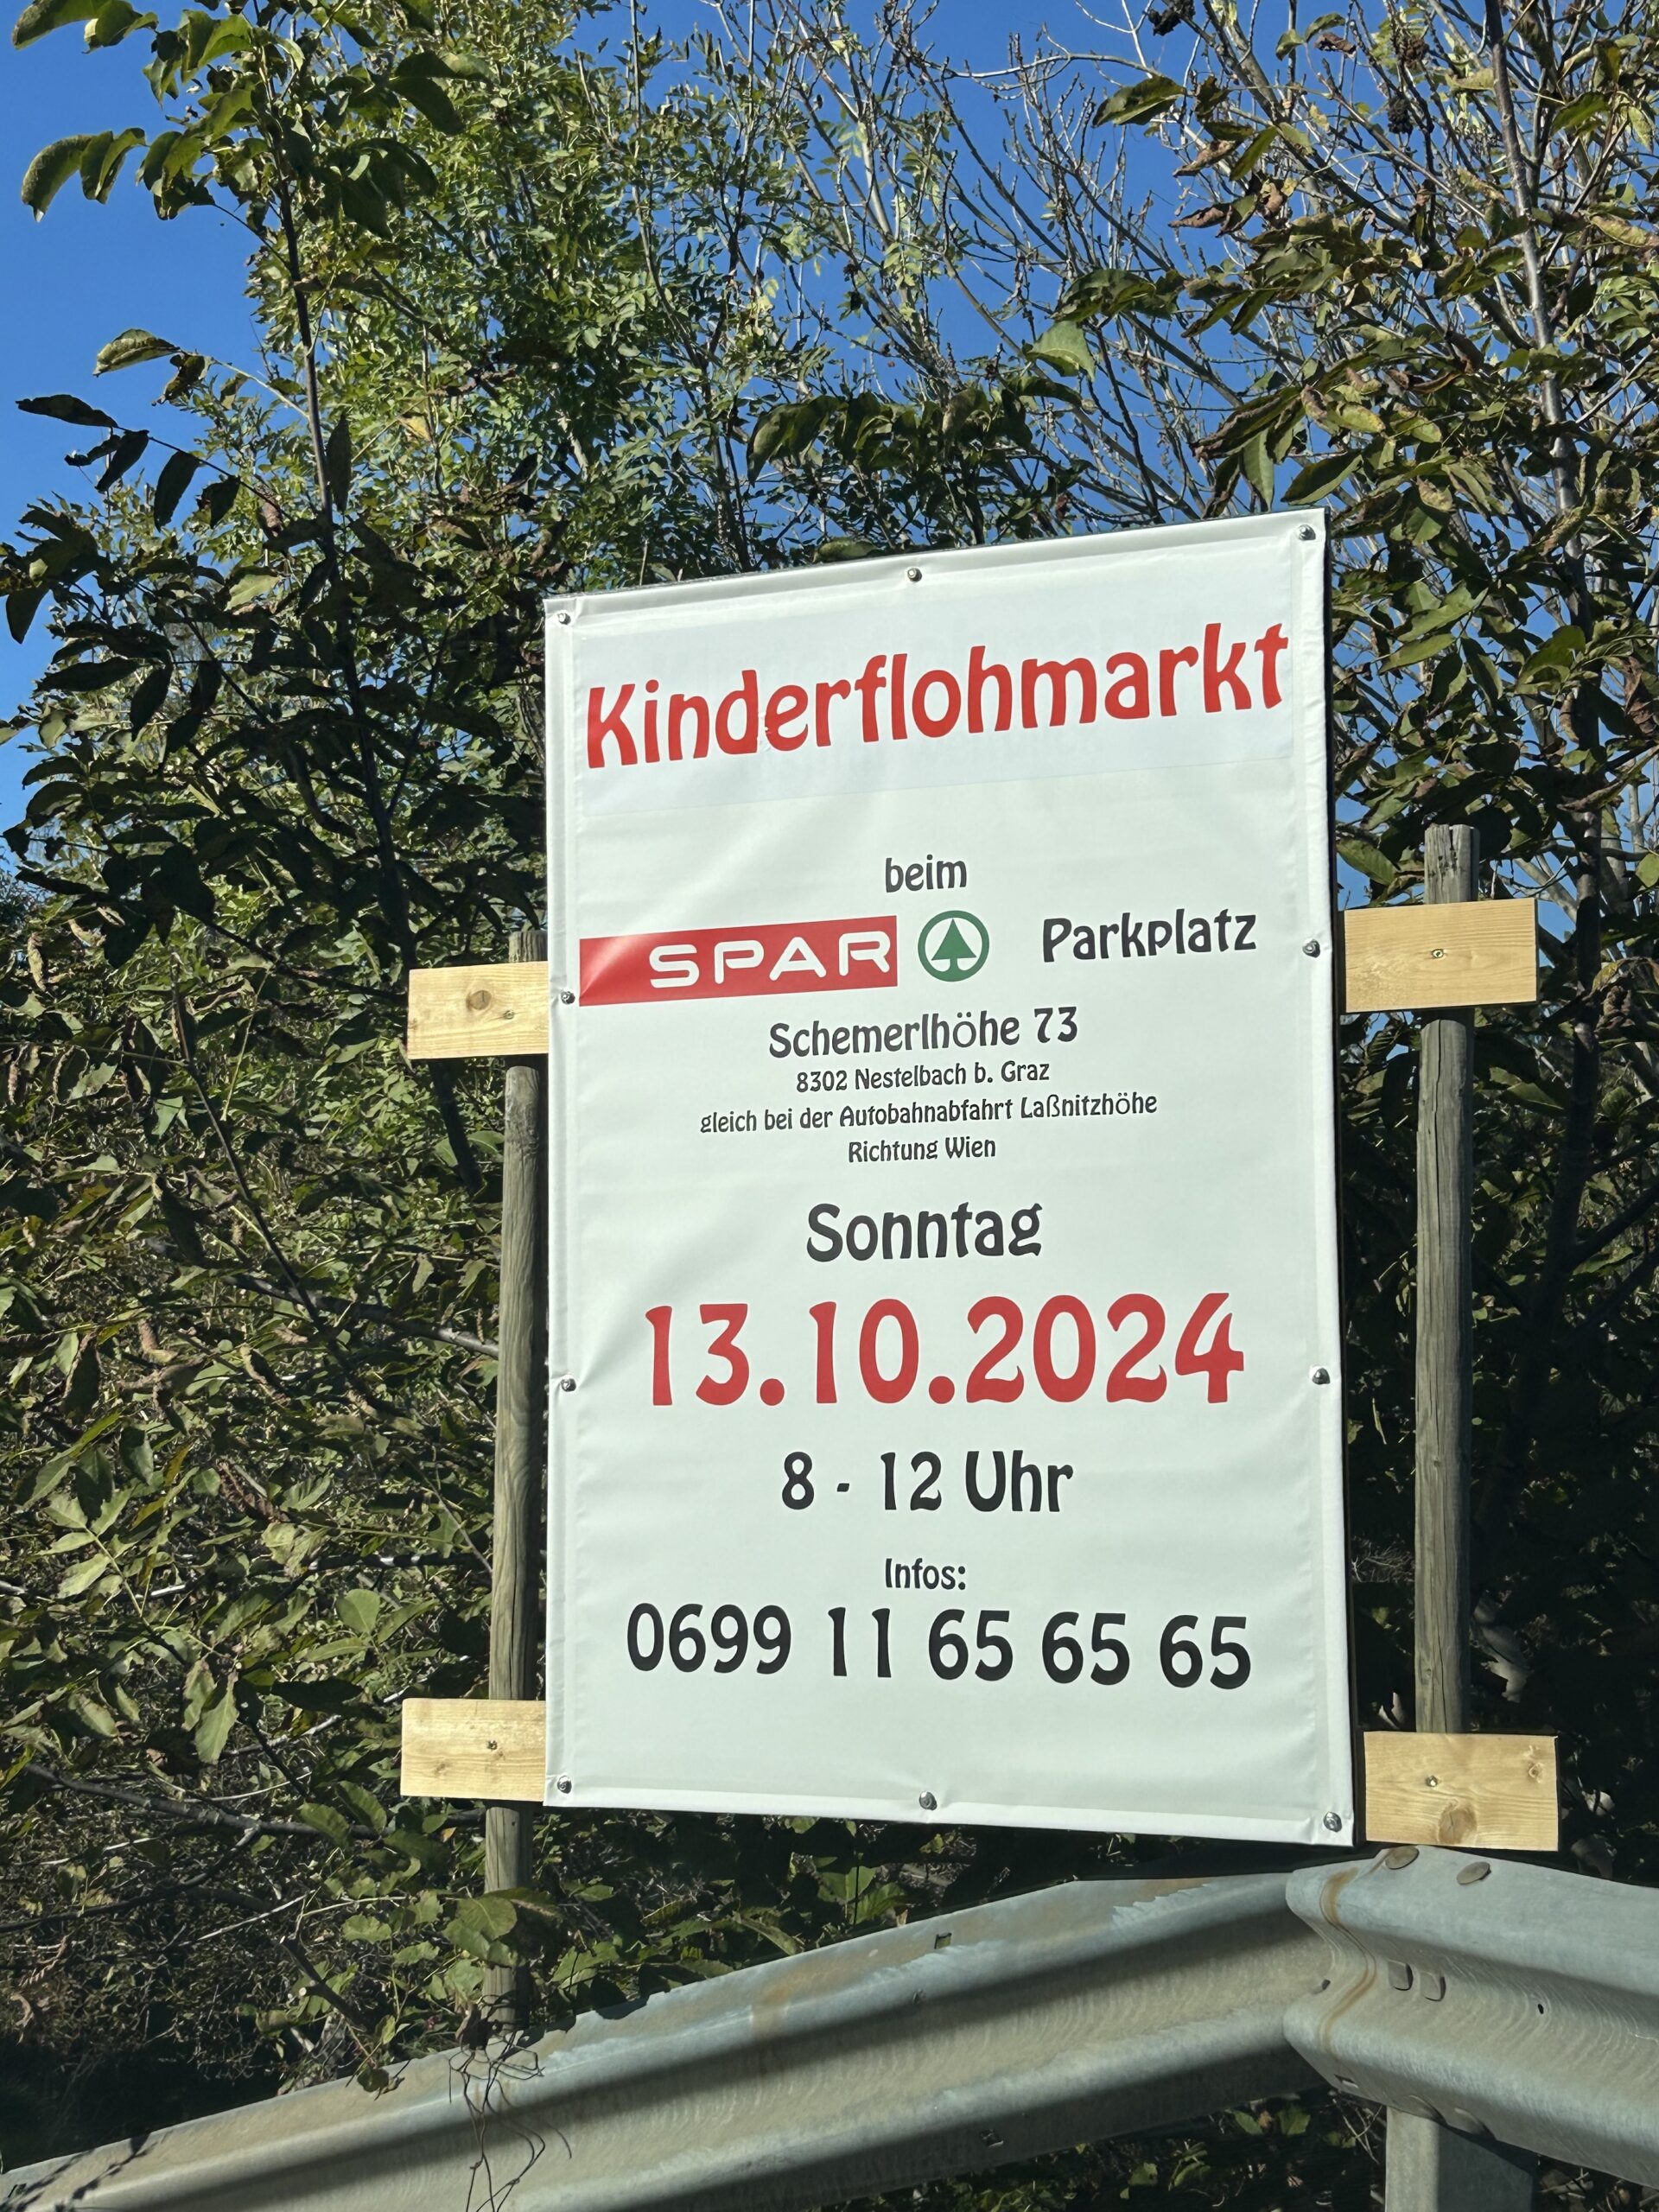 Kinderflohmarkt
beim
SPAR Parkplatz
Schemerlhöhe 73
8302 Nestelbach b. Graz
gleich bei der Autobahnabfahrt Laßnitzhöhe
Richtung Wien
Sonntag
13.10.2024
8 - 12 Uhr
Infos:
0699 11 65 65 65